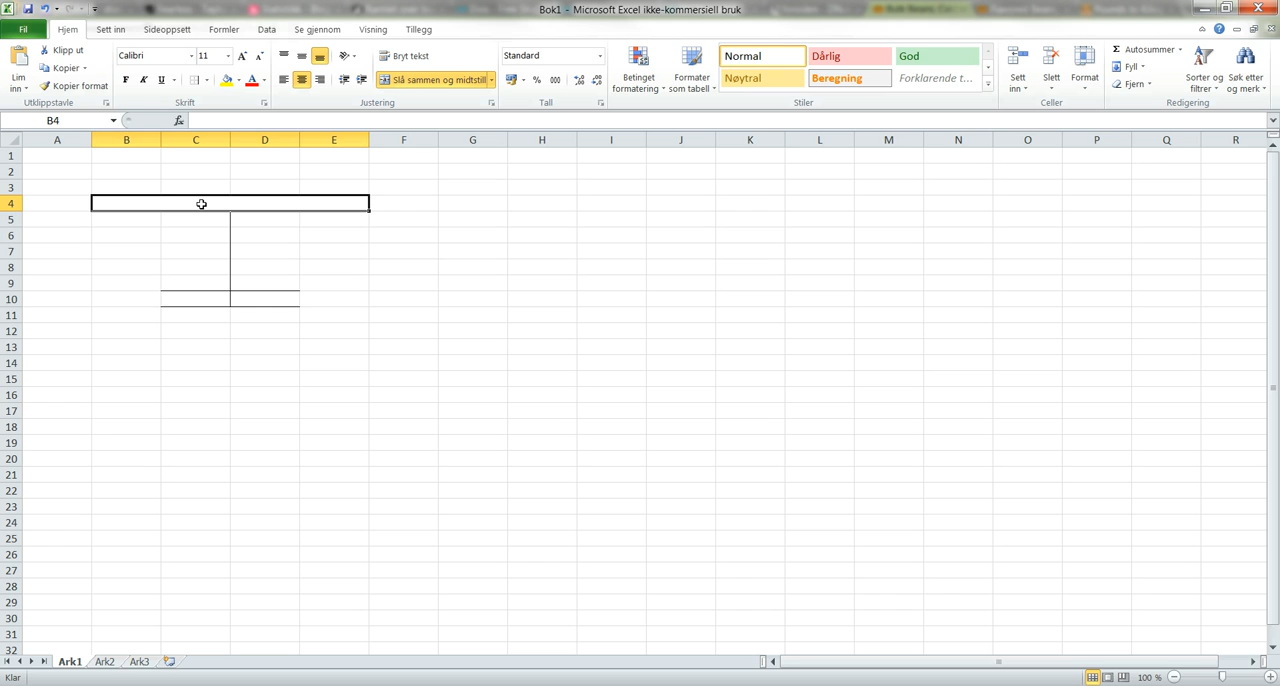 Bok1 - Microsoft Excel ikke-kommersiell bruk
Fil Hjem Sett inn Sideoppsett Formler Data Se gjennom Visning Tillegg
Lim inn
Klipp ut
Kopier
Kopier format
Utklippstavle
Calibri 11
F K U
Skrift
Bryt tekst
Slå sammen og midtstill
Justering
Standard
% 000
Tall
Betinget formatering
Formater som tabell
Normal Dårlig God
Nøytral Beregning Forklarende t...
Stiler
Sett inn
Slett
Format
Celler
Σ Autosummer
Fyll
Fjern
Sorter og filtrer
Søk etter og merk
Redigering
B4 fx
A B C D E F G H I J K L M N O P Q R
1
2
3
4
5
6
7
8
9
10
11
12
13
14
15
16
17
18
19
20
21
22
23
24
25
26
27
28
29
30
31
32
Ark1 Ark2 Ark3
Klar 100 %